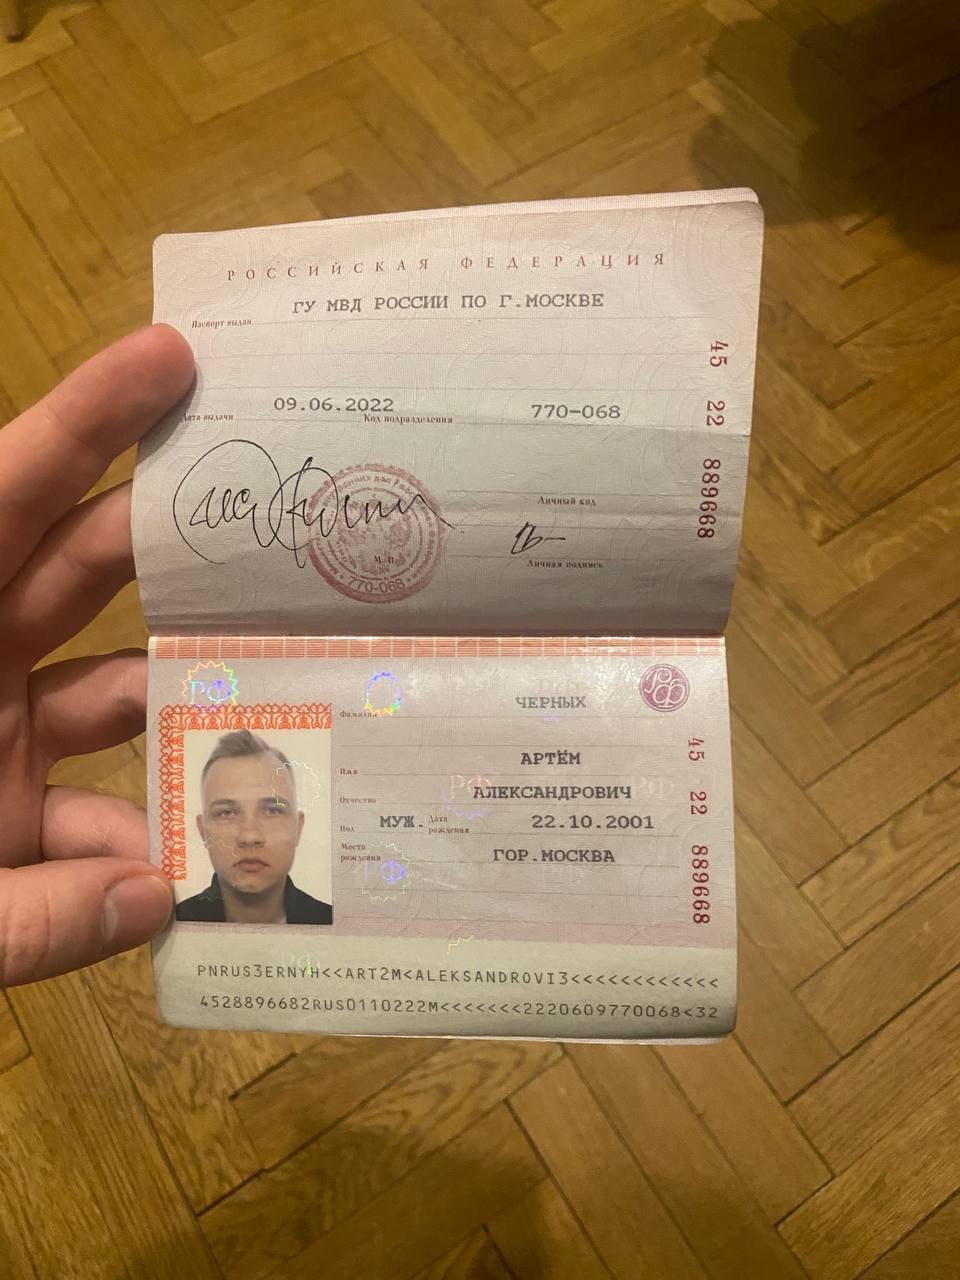 РОССИЙСКАЯ ФЕДЕРАЦИЯ
ГУ МВД РОССИИ ПО Г.МОСКВЕ
Паспорт выдан
09.06.2022
770-068
Дата выдачи
Код подразделения
Личный код
Личная подпись
М.П.
770-068
45 22 889668
ЧЕРНЫХ
Фамилия
АРТЁМ
Имя
АЛЕКСАНДРОВИЧ
Отчество
МУЖ.
22.10.2001
Пол
Дата рождения
ГОР.МОСКВА
Место рождения
45 22 889668
РФ
PNRUS3ERNYH<<ART2M<ALEKSANDROVI3<<<<<<<<<<<<
4528896682RUS0110222M<<<<<<<2220609770068<32